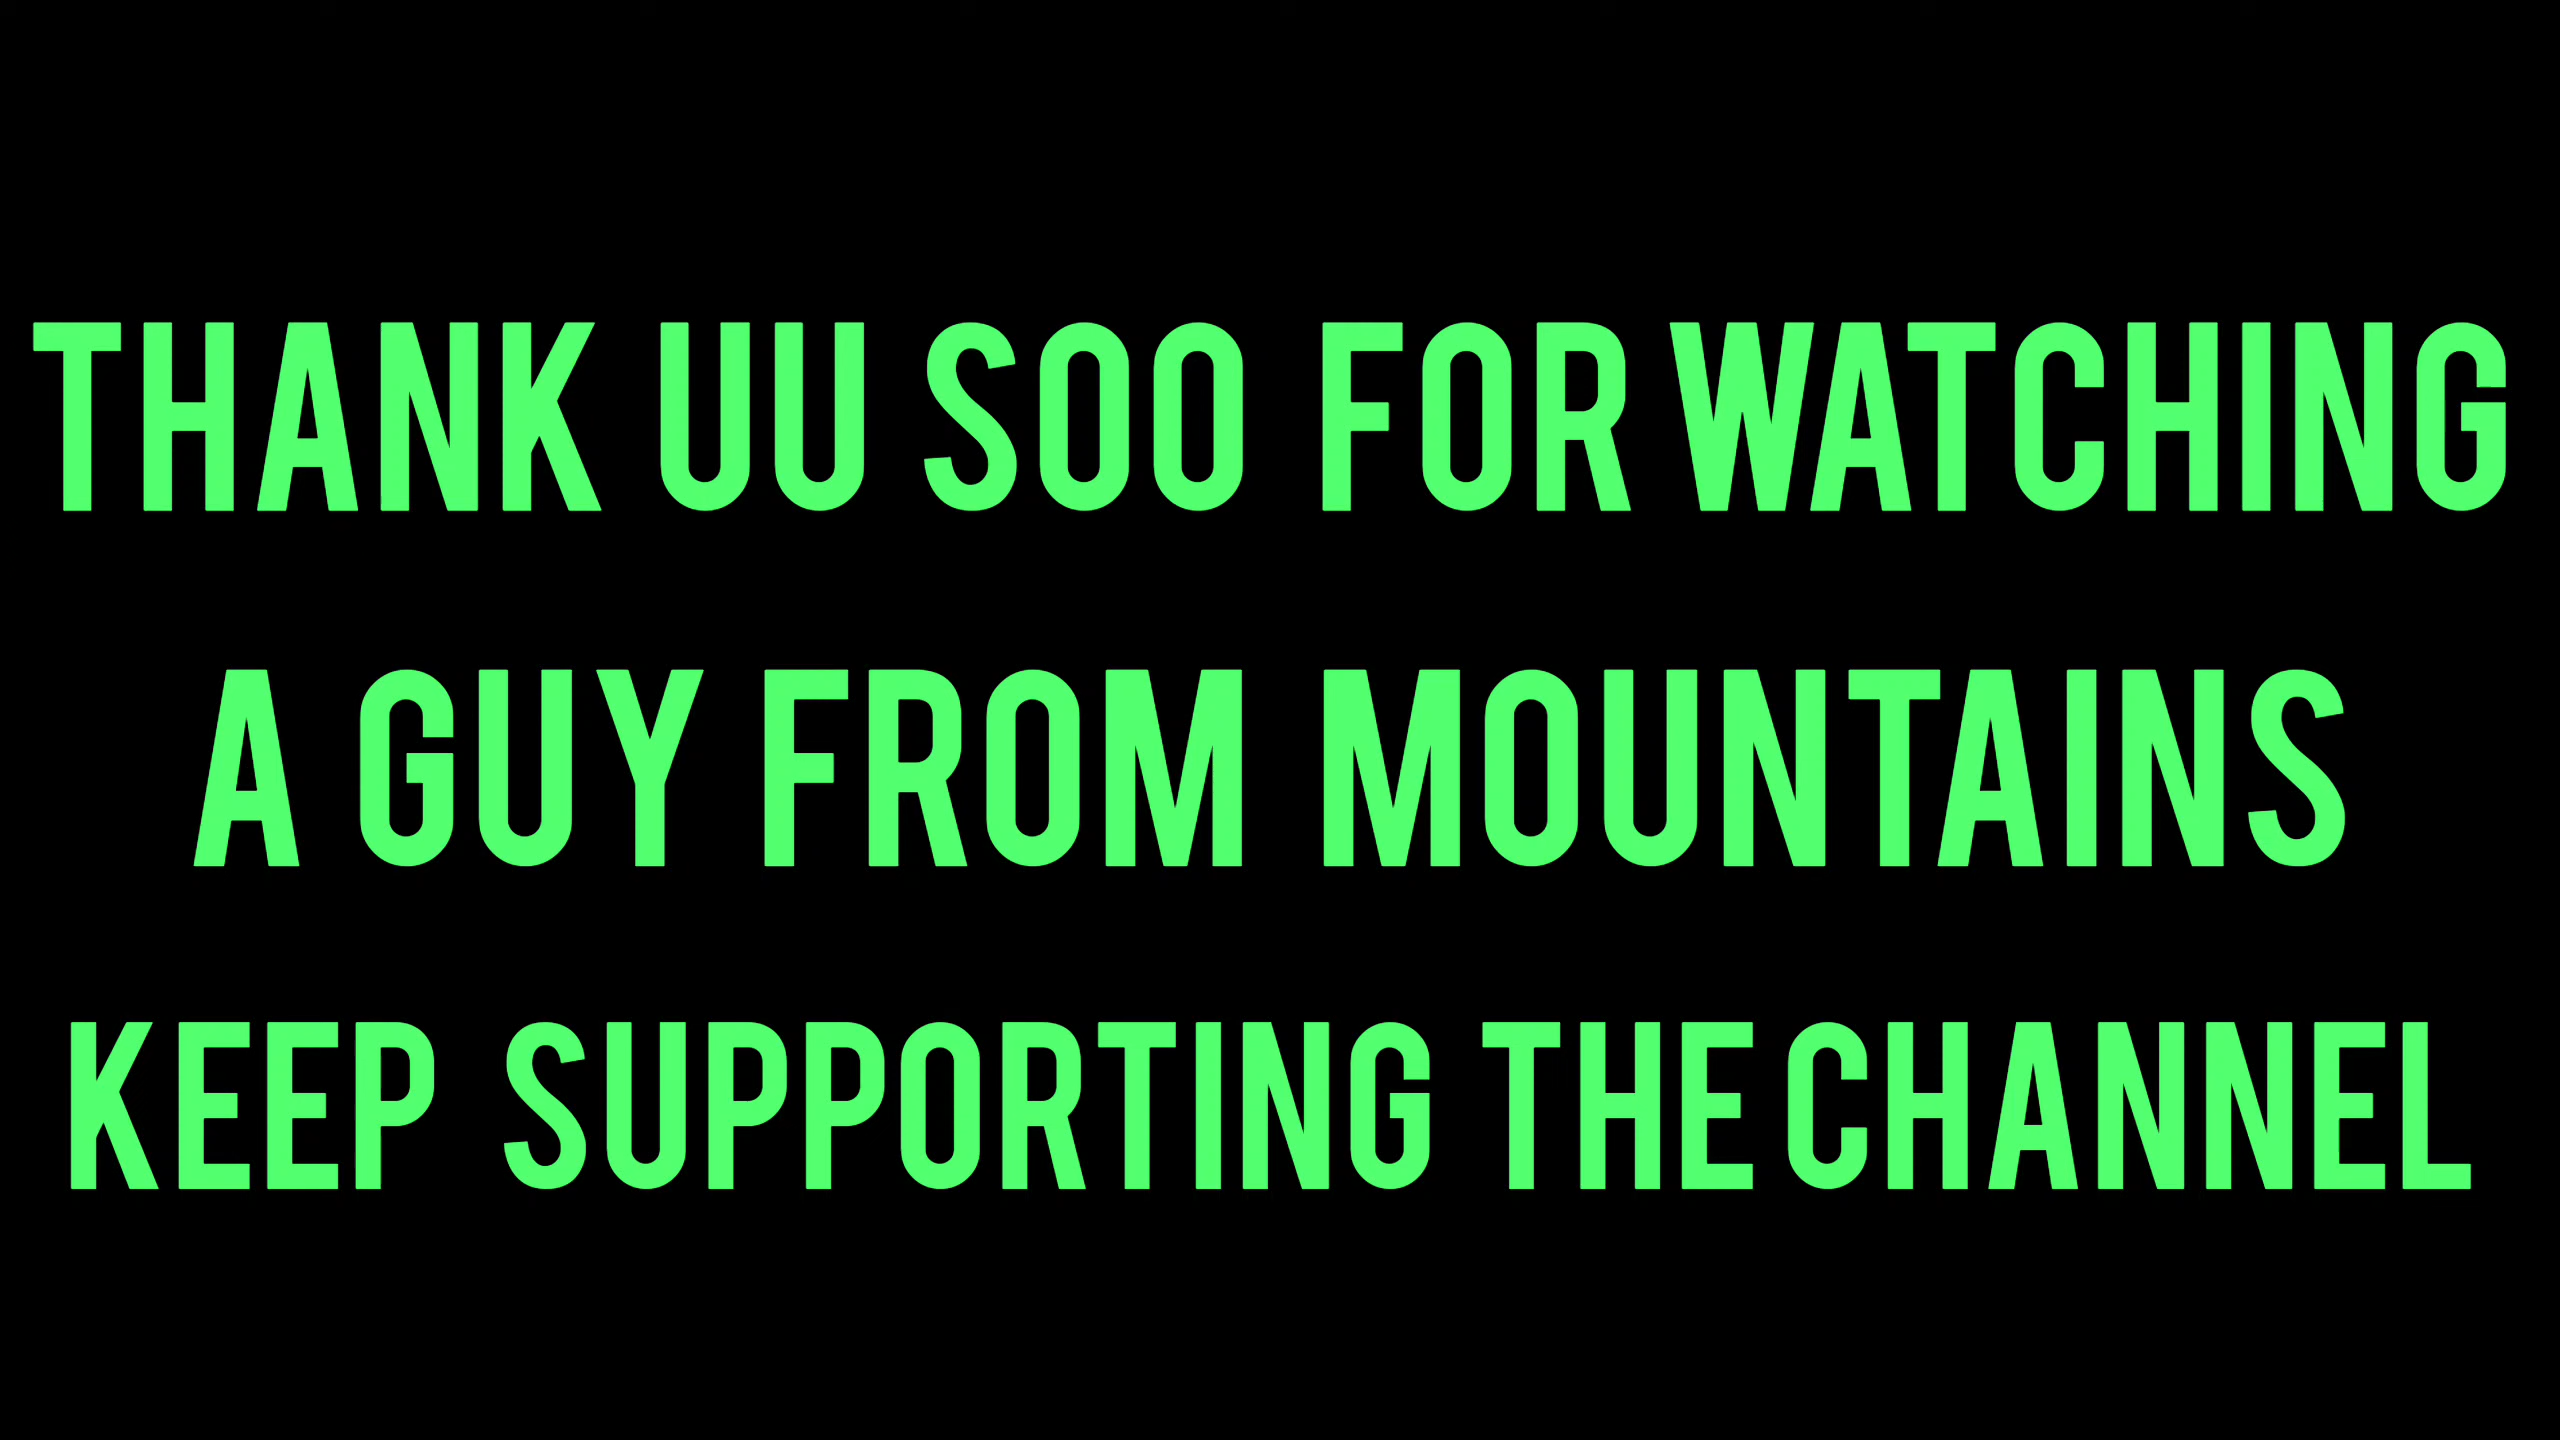 THANK UU SOO FOR WATCHING
A GUY FROM MOUNTAINS
KEEP SUPPORTING THE CHANNEL